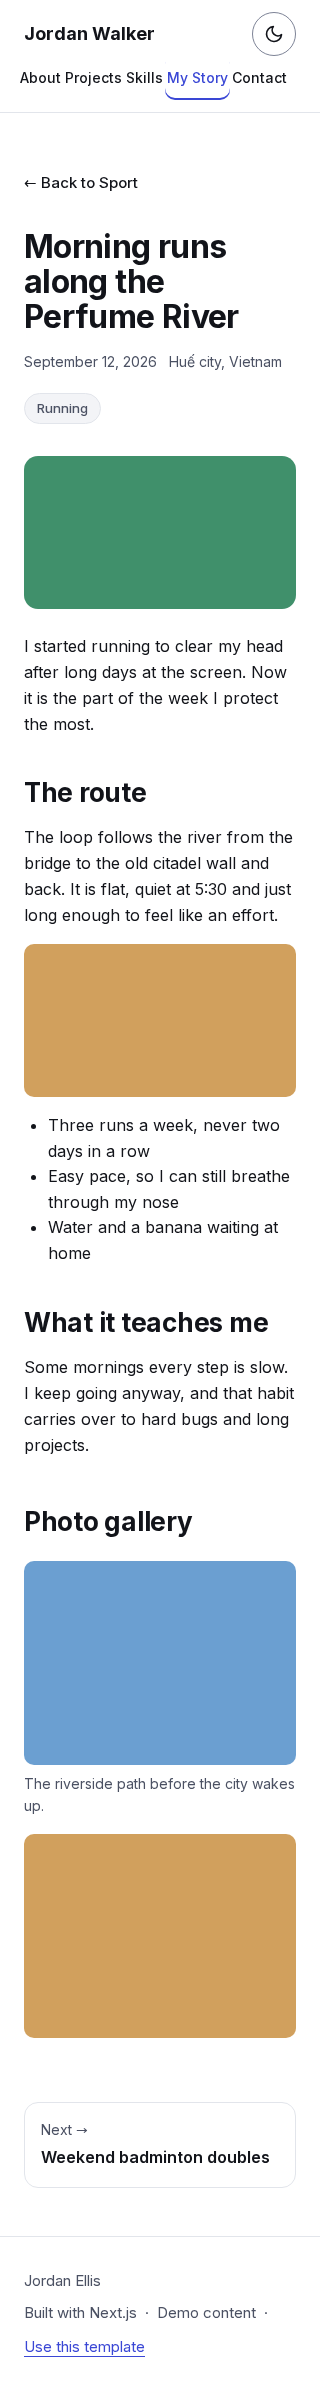 Jordan Walker
About Projects Skills My Story Contact
← Back to Sport
Morning runs
along the
Perfume River
September 12, 2026 Huế city, Vietnam
Running
I started running to clear my head
after long days at the screen. Now
it is the part of the week I protect
the most.
The route
The loop follows the river from the
bridge to the old citadel wall and
back. It is flat, quiet at 5:30 and just
long enough to feel like an effort.
• Three runs a week, never two
days in a row
• Easy pace, so I can still breathe
through my nose
• Water and a banana waiting at
home
What it teaches me
Some mornings every step is slow.
I keep going anyway, and that habit
carries over to hard bugs and long
projects.
Photo gallery
The riverside path before the city wakes
up.
Next →
Weekend badminton doubles
Jordan Ellis
Built with Next.js · Demo content ·
Use this template